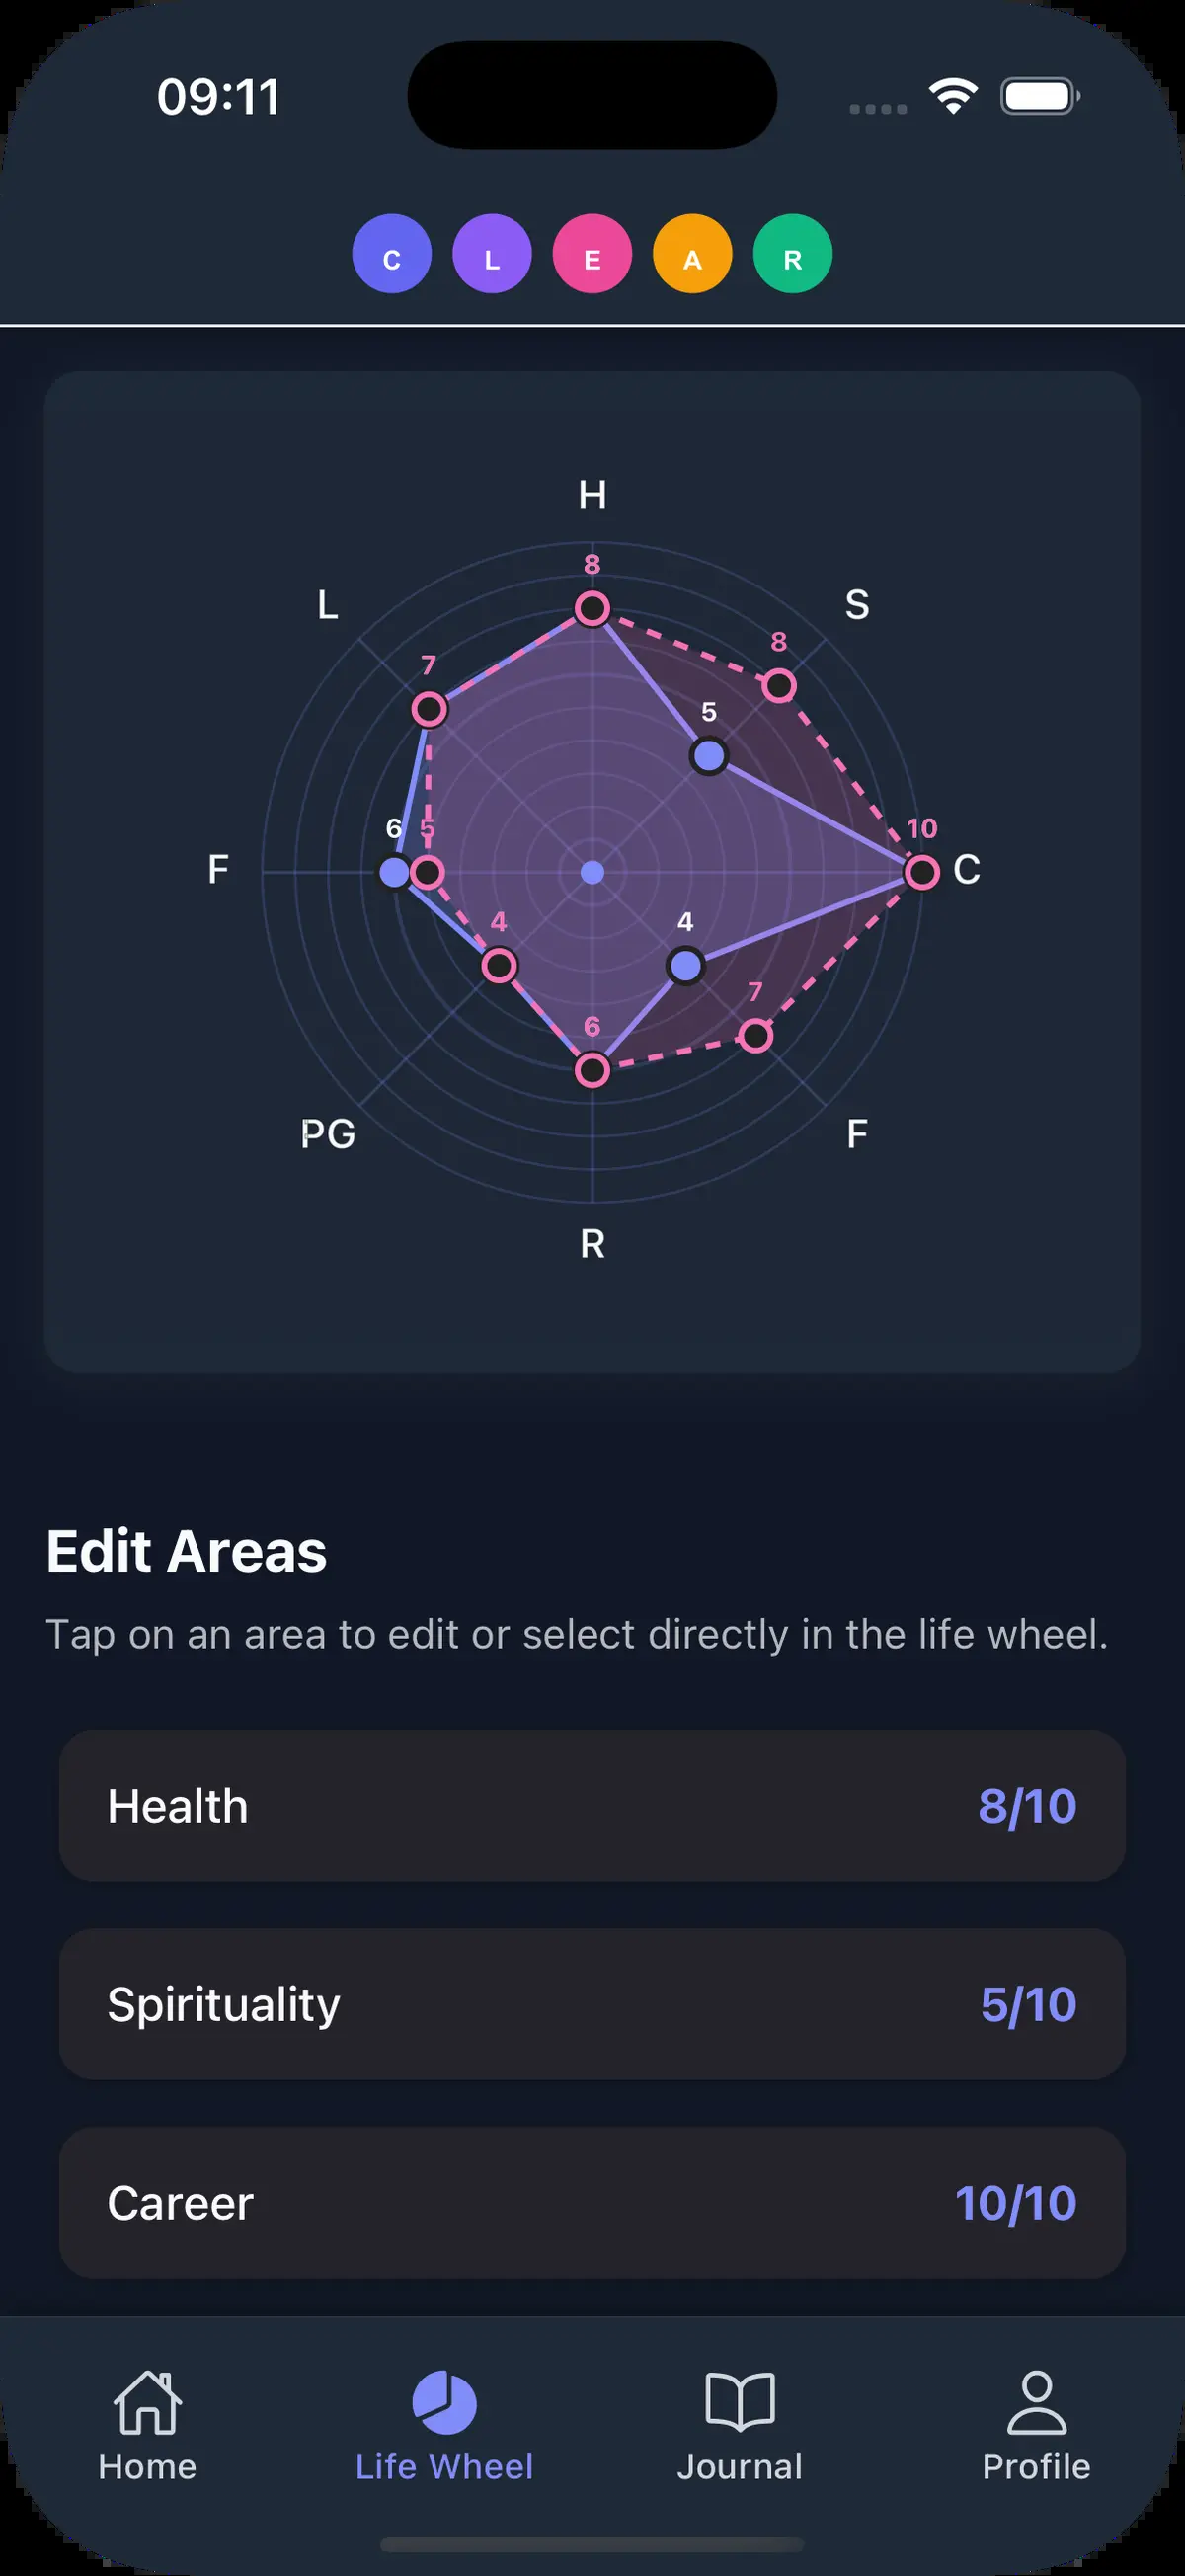 09:11
C L E A R
H
8
L
S
8
7
5
6
5
10
F
C
4
4
7
6
PG
F
R
Edit Areas
Tap on an area to edit or select directly in the life wheel.
Health 8/10
Spirituality 5/10
Career 10/10
Home Life Wheel Journal Profile